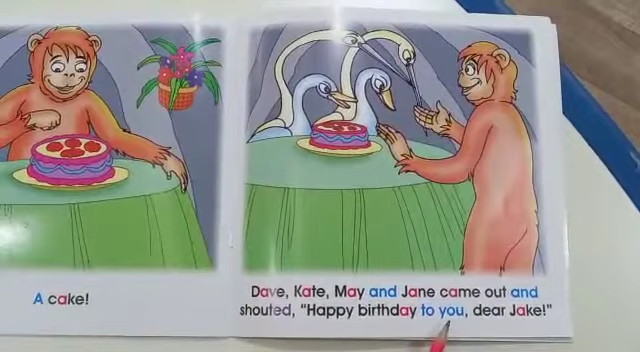 A cake!
Dave, Kate, May and Jane came out and
shouted, "Happy birthday to you, dear Jake!"